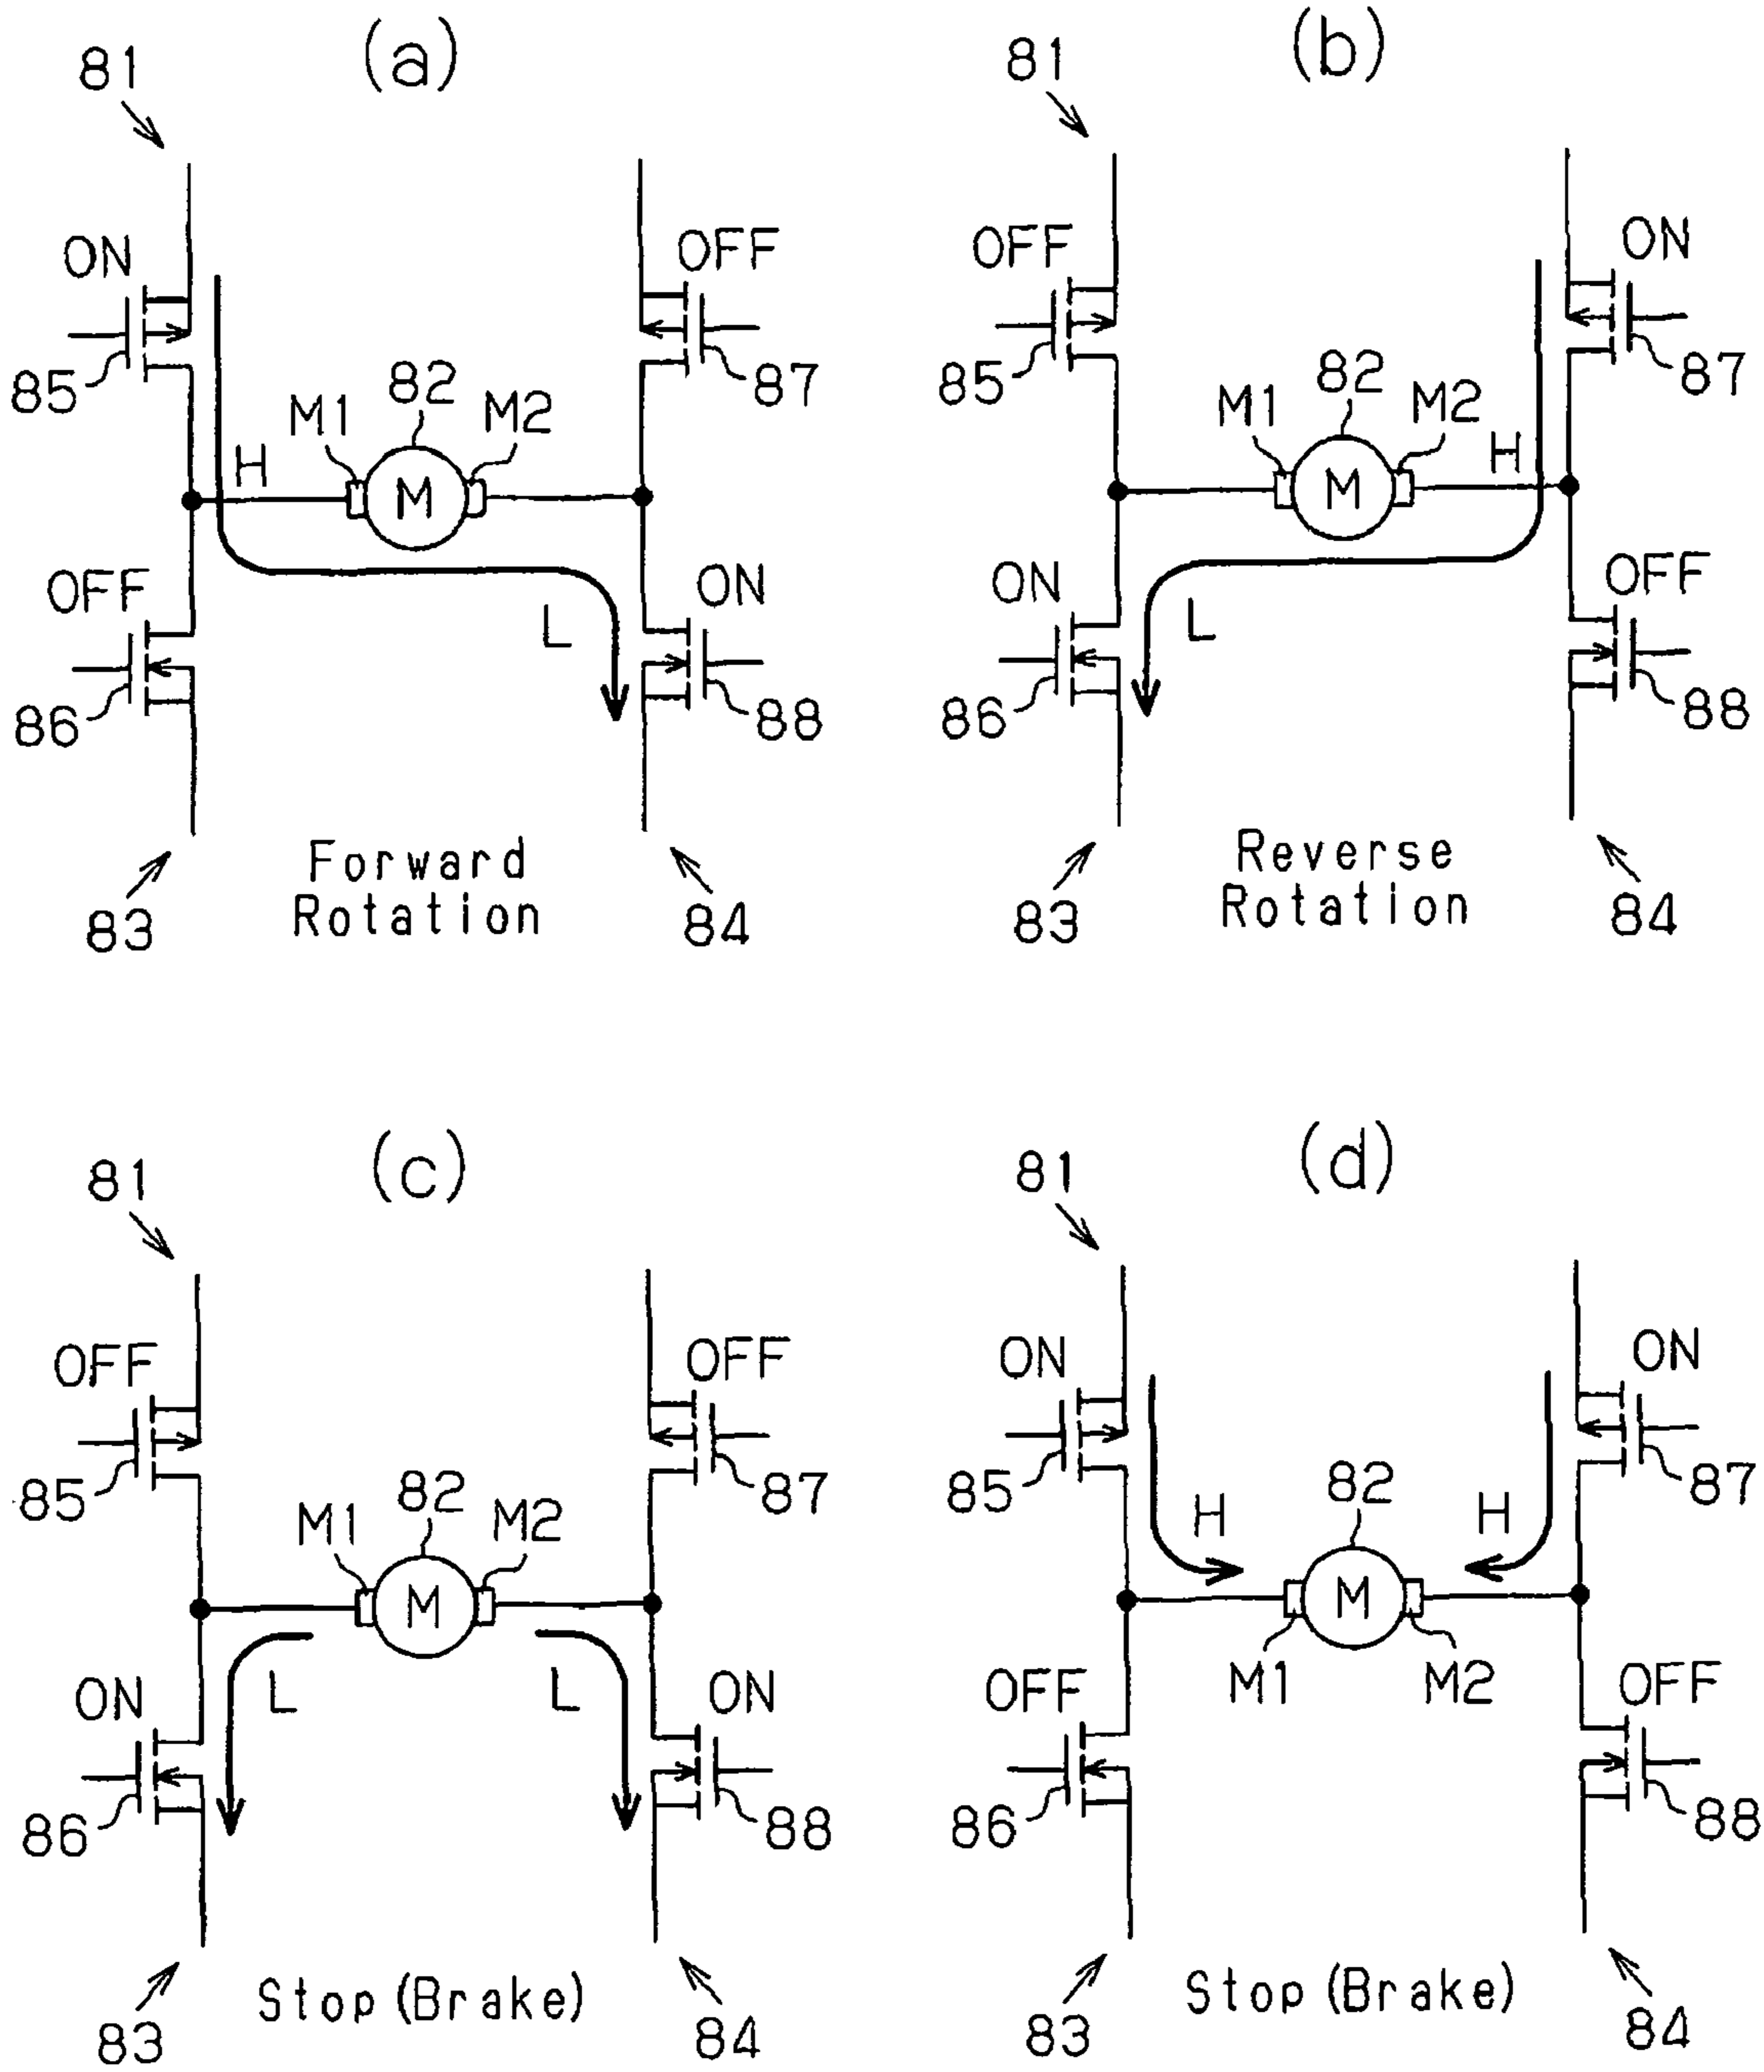 (a)
81
ON
OFF
85
M1
82
M2
87
H
M
OFF
ON
L
86
88
Forward
Rotation
83
84
(b)
81
OFF
ON
85
M1
82
M2
87
H
M
ON
OFF
L
86
88
Reverse
Rotation
83
84
(c)
81
OFF
OFF
85
M1
82
M2
87
M
ON
L
L
ON
86
88
Stop (Brake)
83
84
(d)
81
ON
ON
85
H
82
H
87
M
OFF
M1
M2
OFF
86
88
Stop (Brake)
83
84